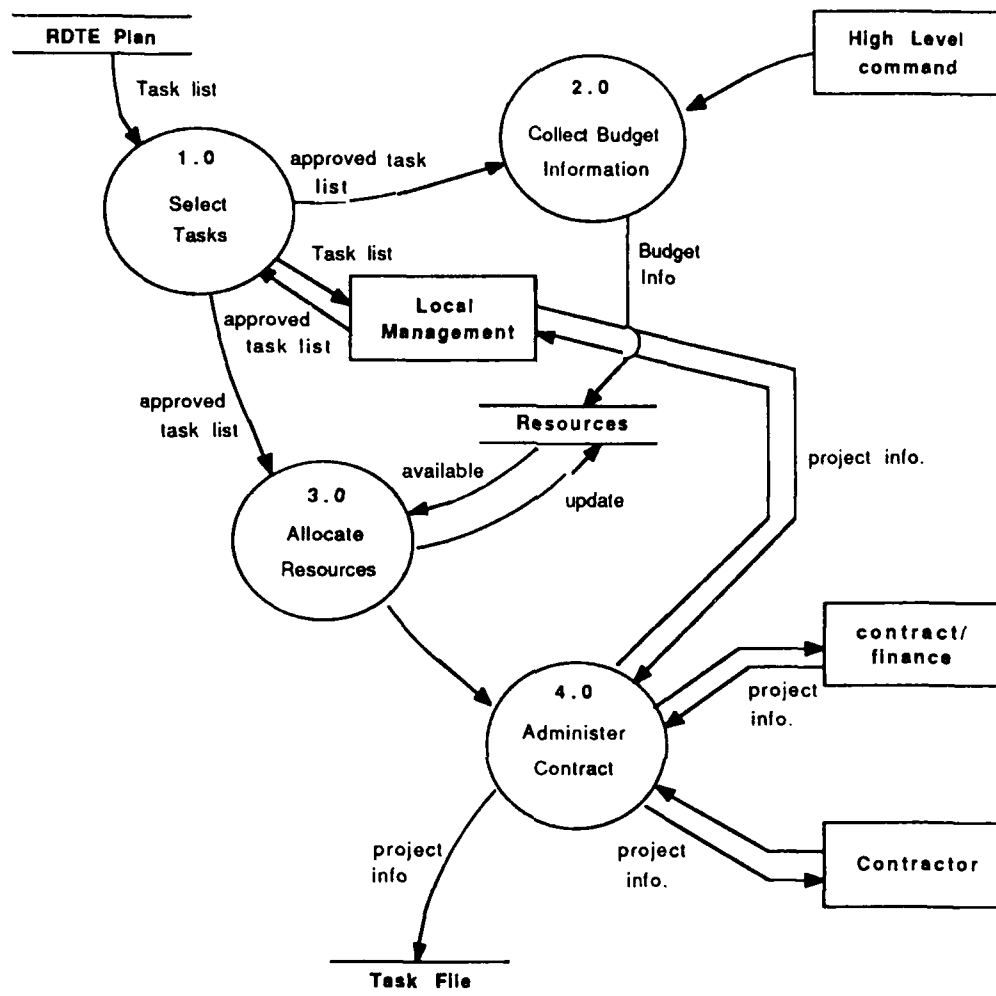 RDTE Plan
Task list
High Level
command
2.0
Collect Budget
Information
1.0
Select
Tasks
approved task
list
Task list
Budget
Info
Local
Management
approved
task list
approved
task list
Resources
available
update
project info.
3.0
Allocate
Resources
contract/
finance
project
info.
4.0
Administer
Contract
project
info
project
info.
Contractor
Task File